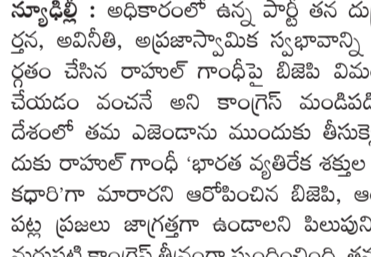 న్యూఢిల్లీ : అధికారంలో ఉన్న పార్టీ తన
ర్తన, అవినీతి, అప్రజాస్వామిక స్వభావాన్ని
ర్గతం చేసిన రాహుల్ గాంధీపై బిజెపి విమ
చేయడం వంచనే అని కాంగ్రెస్ మండిపడి
దేశంలో తమ ఎజెండాను ముందుకు తీసుకె
దుకు రాహుల్ గాంధీ ‘భారత వ్యతిరేక శక్తుల
కథారి’గా మారారని ఆరోపించిన బిజెపి, ఆ
పట్ల ప్రజలు జాగ్రత్తగా ఉండాలని పిలుపుని